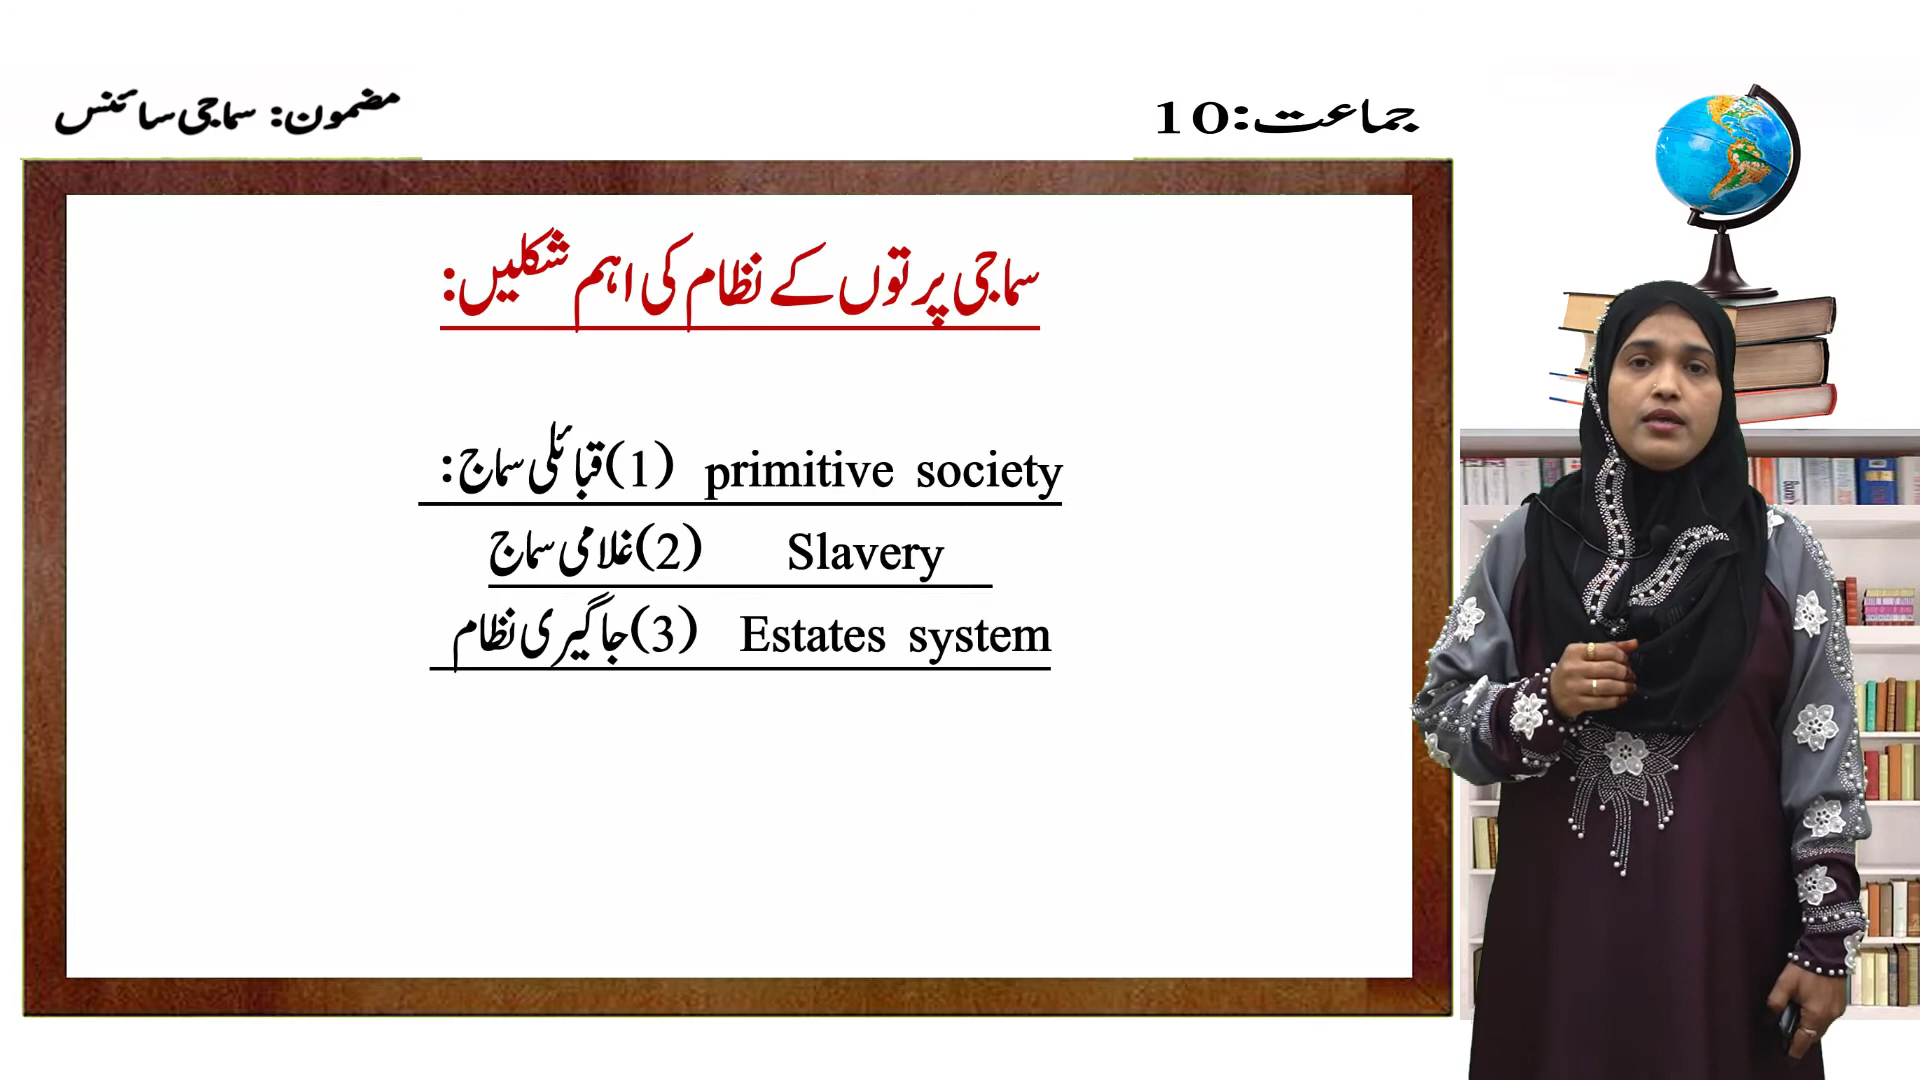 جماعت:10
مضمون: سماجی سائنس
سماجی پرتوں کے نظام کی اہم شکلیں:
(1)قبائلی سماج: primitive society
(2)غلامی سماج Slavery
(3)جاگیری نظام Estates system